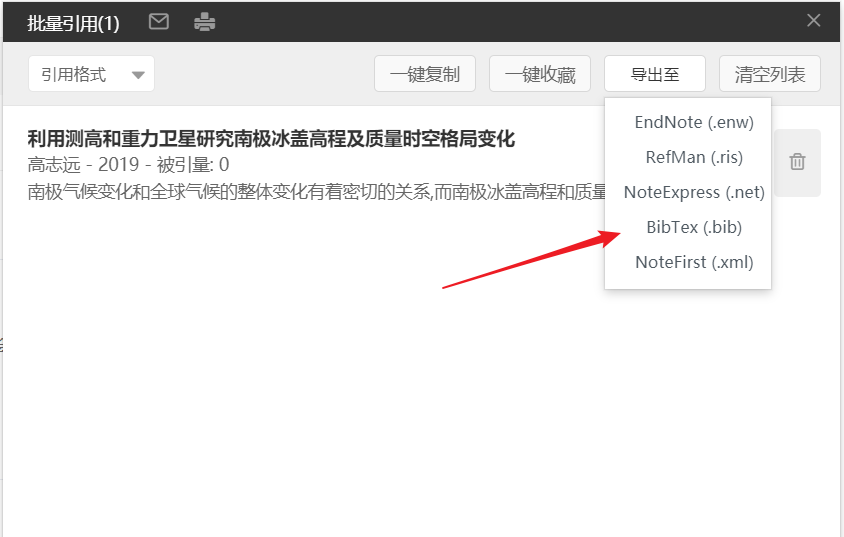 批量引用(1)
引用格式
一键复制
一键收藏
导出至
清空列表
EndNote (.enw)
RefMan (.ris)
NoteExpress (.net)
BibTex (.bib)
NoteFirst (.xml)
利用测高和重力卫星研究南极冰盖高程及质量时空格局变化
高志远 - 2019 - 被引量: 0
南极气候变化和全球气候的整体变化有着密切的关系,而南极冰盖高程和质量